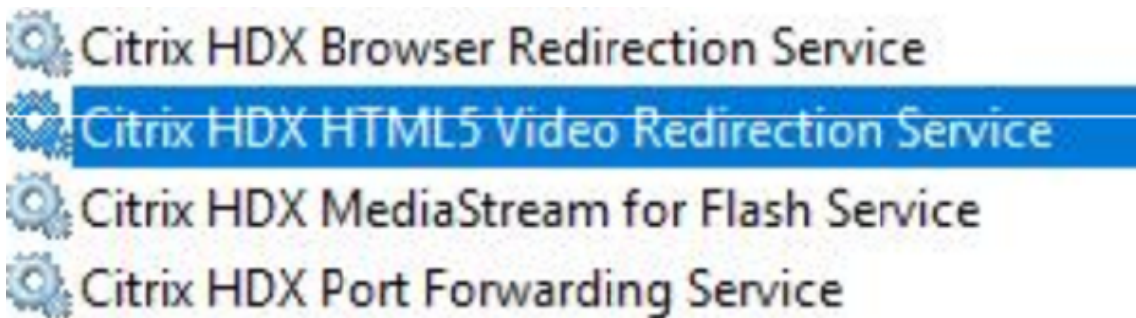 Citrix HDX Browser Redirection Service
Citrix HDX HTML5 Video Redirection Service
Citrix HDX MediaStream for Flash Service
Citrix HDX Port Forwarding Service